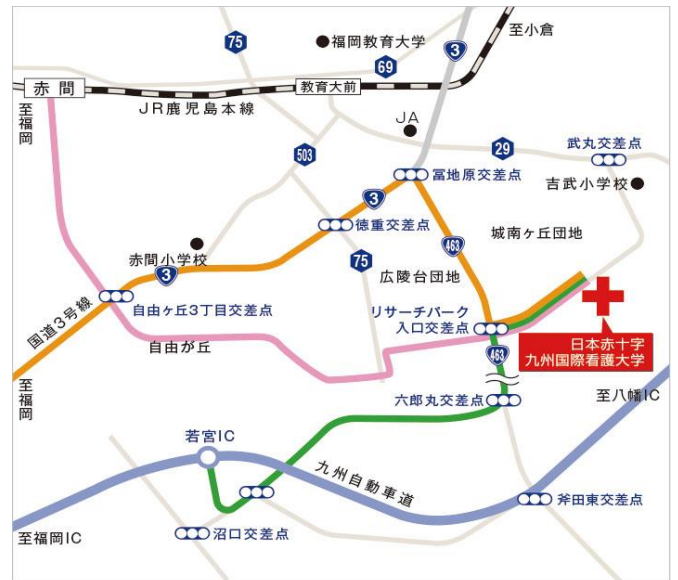 75
福岡教育大学
3
至小倉
69
赤間
教育大前
JR鹿児島本線
至福岡
JA
503
29
武丸交差点
冨地原交差点
吉武小学校
3
徳重交差点
463
城南ヶ丘団地
赤間小学校
75
広陵台団地
3
自由ヶ丘3丁目交差点
リサーチパーク
入口交差点
国道3号線
自由が丘
463
日本赤十字
九州国際看護大学
至福岡
六郎丸交差点
至八幡IC
若宮IC
九州自動車道
斧田東交差点
至福岡IC
沼口交差点